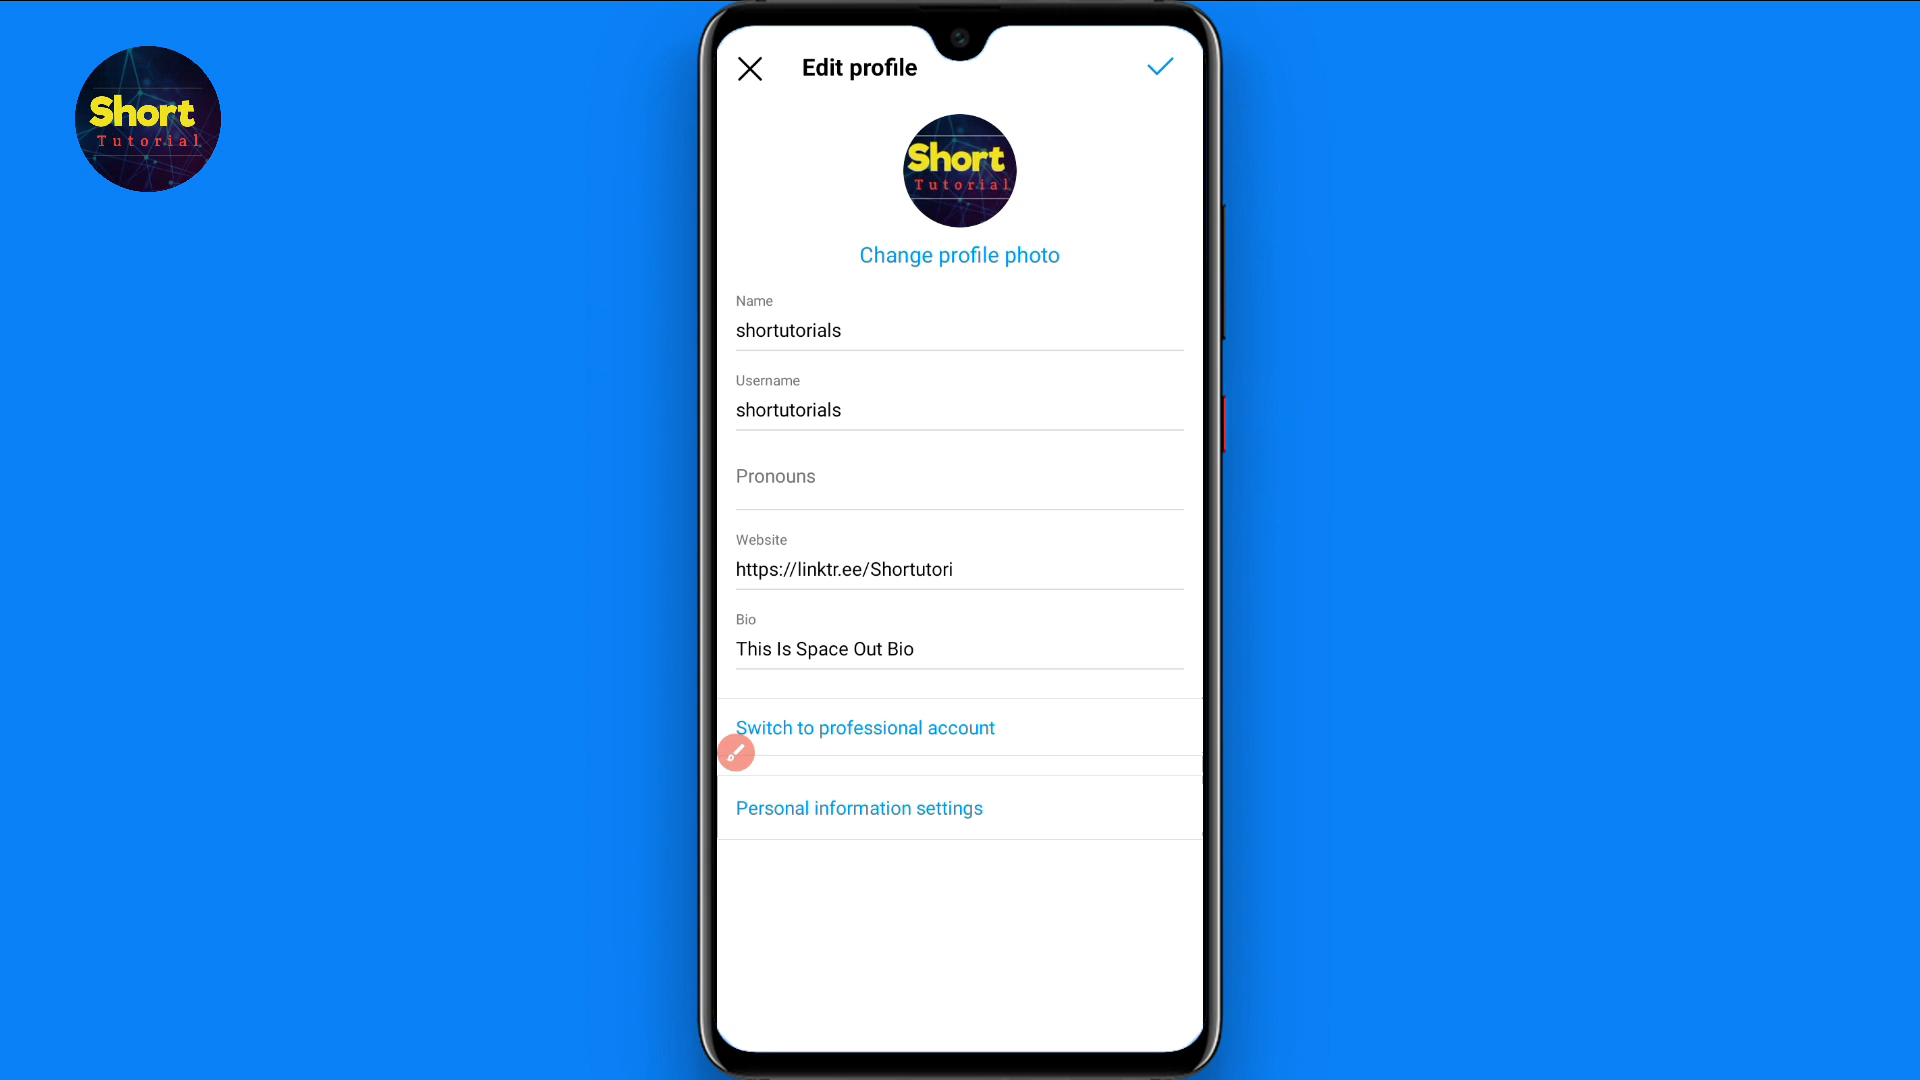 Short
Tutorial
Edit profile
Short
Tutorial
Change profile photo
Name
shortutorials
Username
shortutorials
Pronouns
Website
https://linktr.ee/Shortutori
Bio
This Is Space Out Bio
Switch to professional account
Personal information settings